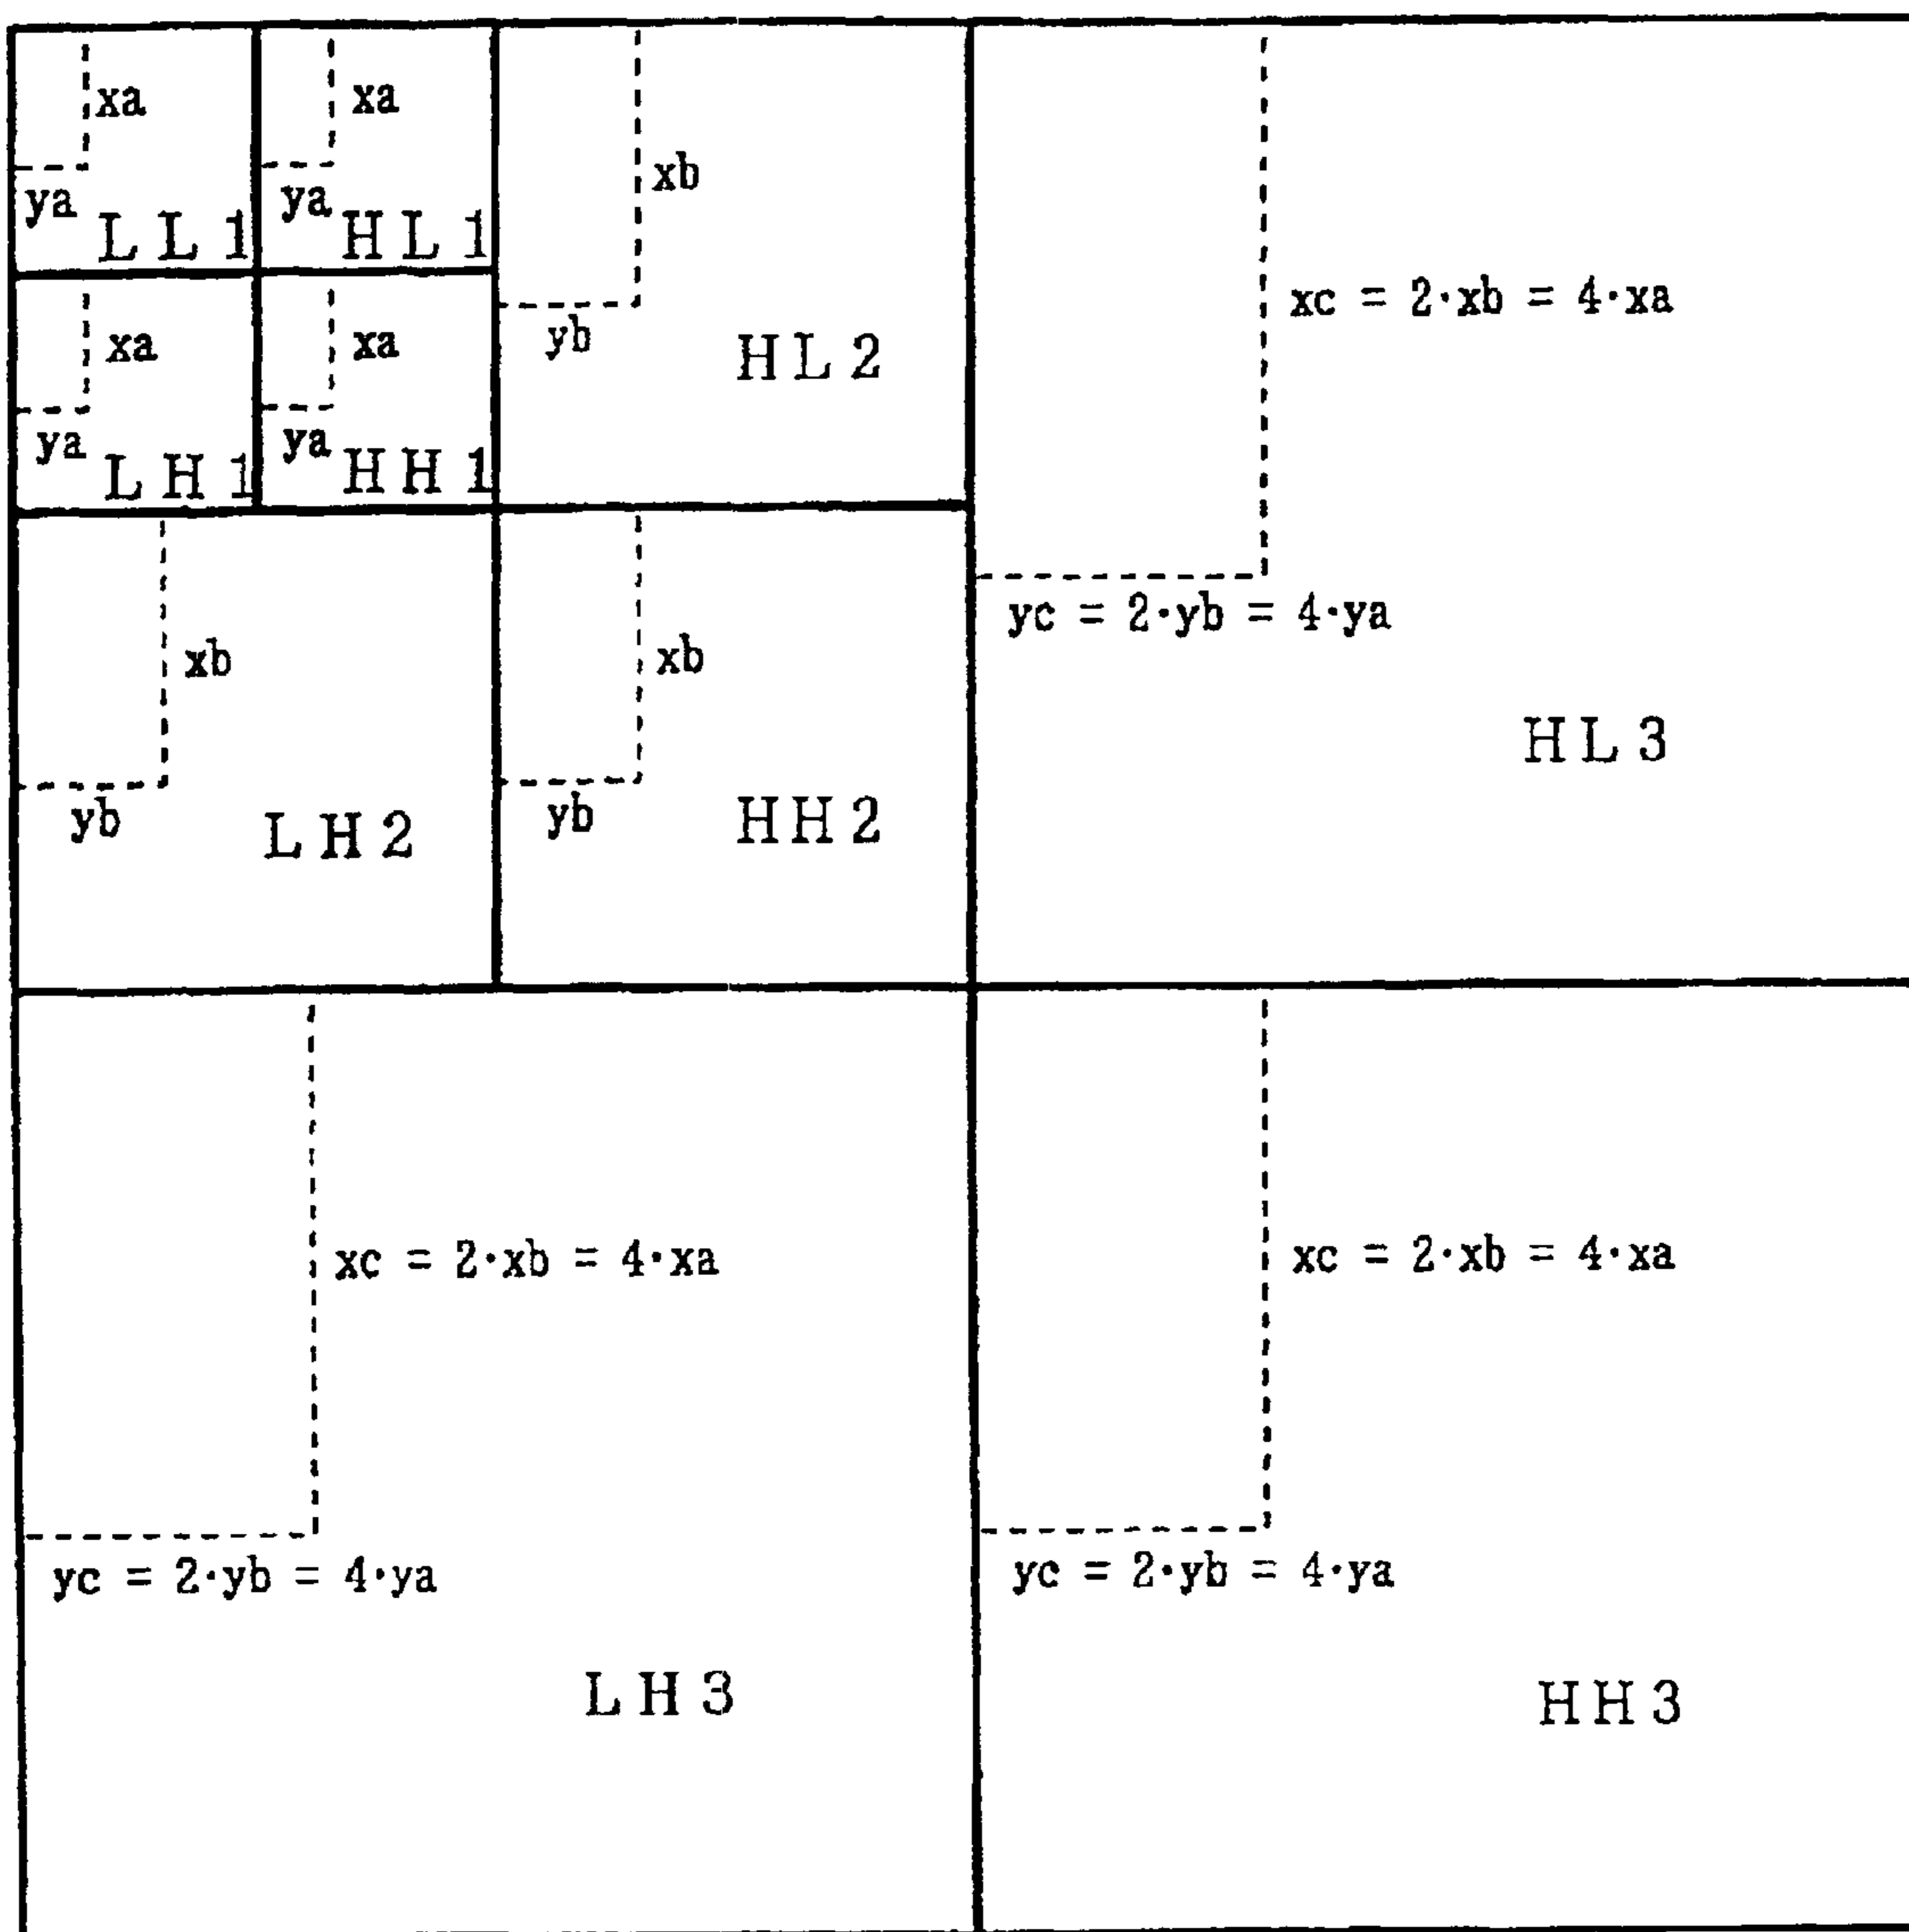 xa
ya
LL1
xa
ya
HL1
xb
yb
HL2
xc = 2·xb = 4·xa
yc = 2·yb = 4·ya
HL3
xa
ya
LH1
xa
ya
HH1
xb
yb
LH2
xb
yb
HH2
xc = 2·xb = 4·xa
yc = 2·yb = 4·ya
LH3
xc = 2·xb = 4·xa
yc = 2·yb = 4·ya
HH3